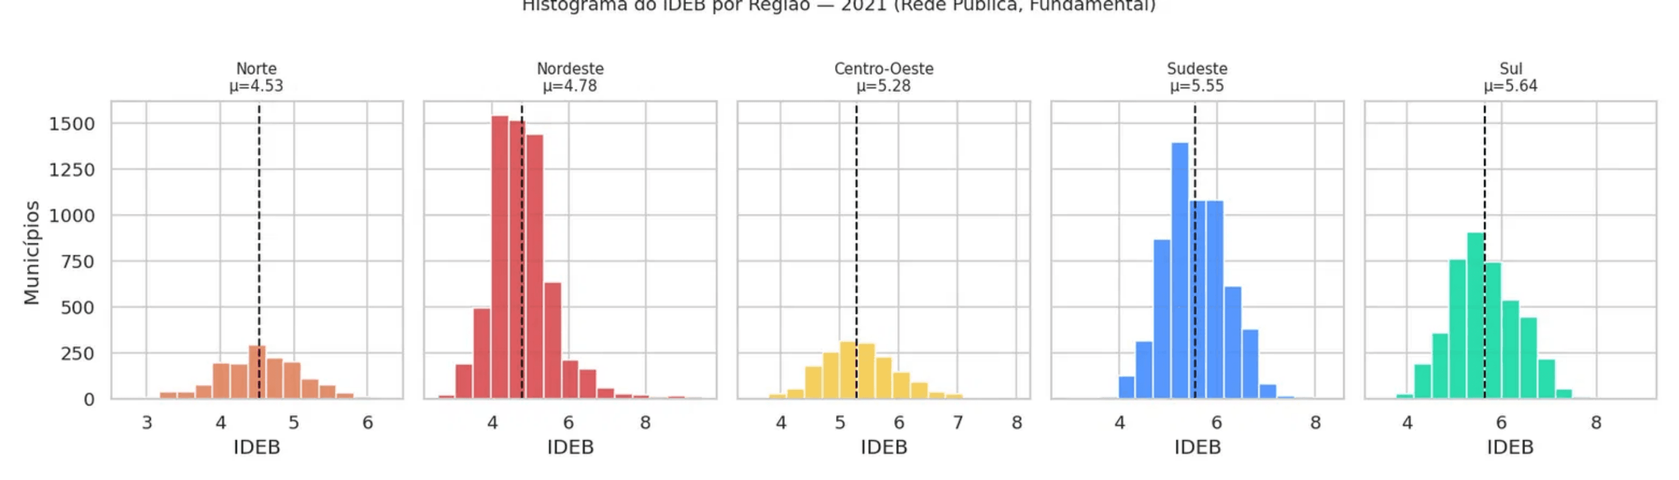 Histograma do IDEB por Região — 2021 (Rede Pública, Fundamental)
Norte
μ=4.53
Nordeste
μ=4.78
Centro-Oeste
μ=5.28
Sudeste
μ=5.55
Sul
μ=5.64
Municípios
1500
1250
1000
750
500
250
0
3 4 5 6
4 6 8
4 5 6 7 8
4 6 8
4 6 8
IDEB
IDEB
IDEB
IDEB
IDEB